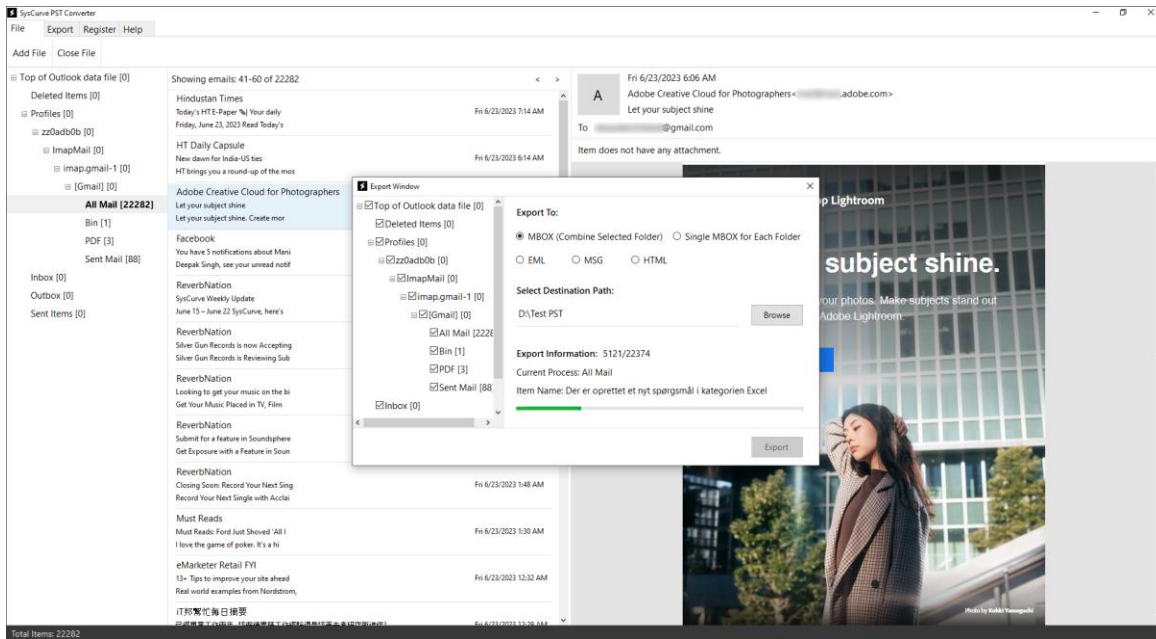 SysCurve PST Converter
File Export Register Help
Add File Close File
Top of Outlook data file [0]
Deleted Items [0]
Profiles [0]
zz0adb0b [0]
ImapMail [0]
imap.gmail-1 [0]
[Gmail] [0]
All Mail [22282]
Bin [1]
PDF [3]
Sent Mail [88]
Inbox [0]
Outbox [0]
Sent Items [0]
Showing emails: 41-60 of 22282 < >
Hindustan Times
Today's HT E-Paper 🗞| Your daily Fri 6/23/2023 7:14 AM
Friday, June 23, 2023 Read Today's
HT Daily Capsule
New dawn for India-US ties Fri 6/23/2023 6:14 AM
HT brings you a round-up of the mos
Adobe Creative Cloud for Photographers
Let your subject shine
Let your subject shine. Create mor
Facebook
You have 5 notifications about Mani
Deepak Singh, see your unread notif
ReverbNation
SysCurve Weekly Update
June 15 – June 22 SysCurve, here's
ReverbNation
Silver Gun Records is now Accepting
Silver Gun Records is Reviewing Sub
ReverbNation
Looking to get your music on the bi
Get Your Music Placed in TV, Film
ReverbNation
Submit for a feature in Soundsphere
Get Exposure with a Feature in Soun
ReverbNation
Closing Soon: Record Your Next Sing Fri 6/23/2023 1:48 AM
Record Your Next Single with Acclai
Must Reads
Must Reads: Ford Just Shoved 'All I Fri 6/23/2023 1:30 AM
I love the game of poker. It's a hi
eMarketer Retail FYI
13+ Tips to improve your site ahead Fri 6/23/2023 12:32 AM
Real world examples from Nordstrom,
iT邦幫忙每日摘要
Fri 6/23/2023 12:29 AM
A
Fri 6/23/2023 6:06 AM
Adobe Creative Cloud for Photographers< .adobe.com>
Let your subject shine
To @gmail.com
Item does not have any attachment.
p Lightroom
subject shine.
your photos. Make subjects stand out
Adobe Lightroom.
Photo by Kohki Yamaguchi
Export Window
Top of Outlook data file [0]
Deleted Items [0]
Profiles [0]
zz0adb0b [0]
ImapMail [0]
imap.gmail-1 [0]
[Gmail] [0]
All Mail [2228
Bin [1]
PDF [3]
Sent Mail [88]
Inbox [0]
Export To:
MBOX (Combine Selected Folder) Single MBOX for Each Folder
EML MSG HTML
Select Destination Path:
D:\Test PST Browse
Export Information: 5121/22374
Current Process: All Mail
Item Name: Der er oprettet et nyt spørgsmål i kategorien Excel
Export
Total Items: 22282